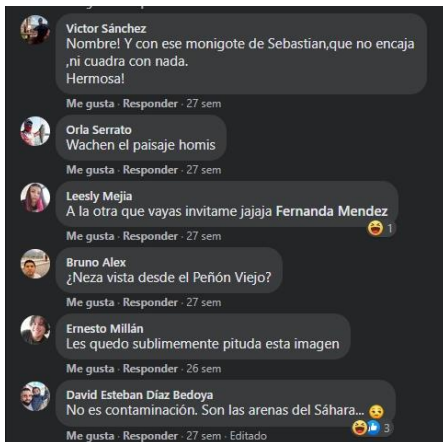 Victor Sánchez
Nombre! Y con ese monigote de Sebastian,que no encaja
,ni cuadra con nada.
Hermosa!
Me gusta · Responder · 27 sem
Orla Serrato
Wachen el paisaje homis
Me gusta · Responder · 27 sem
Leesly Mejia
A la otra que vayas invitame jajaja Fernanda Mendez
1
Me gusta · Responder · 27 sem
Bruno Alex
¿Neza vista desde el Peñón Viejo?
Me gusta · Responder · 27 sem
Ernesto Millán
Les quedo sublimemente pituda esta imagen
Me gusta · Responder · 26 sem
David Esteban Díaz Bedoya
No es contaminación. Son las arenas del Sáhara... 😒
3
Me gusta · Responder · 27 sem · Editado